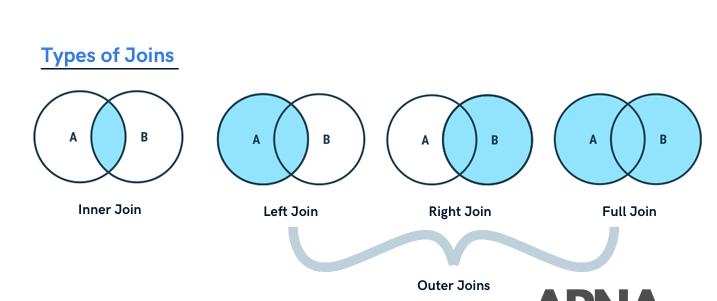 Types of Joins
A B
A B
A B
A B
Inner Join
Left Join
Right Join
Full Join
Outer Joins